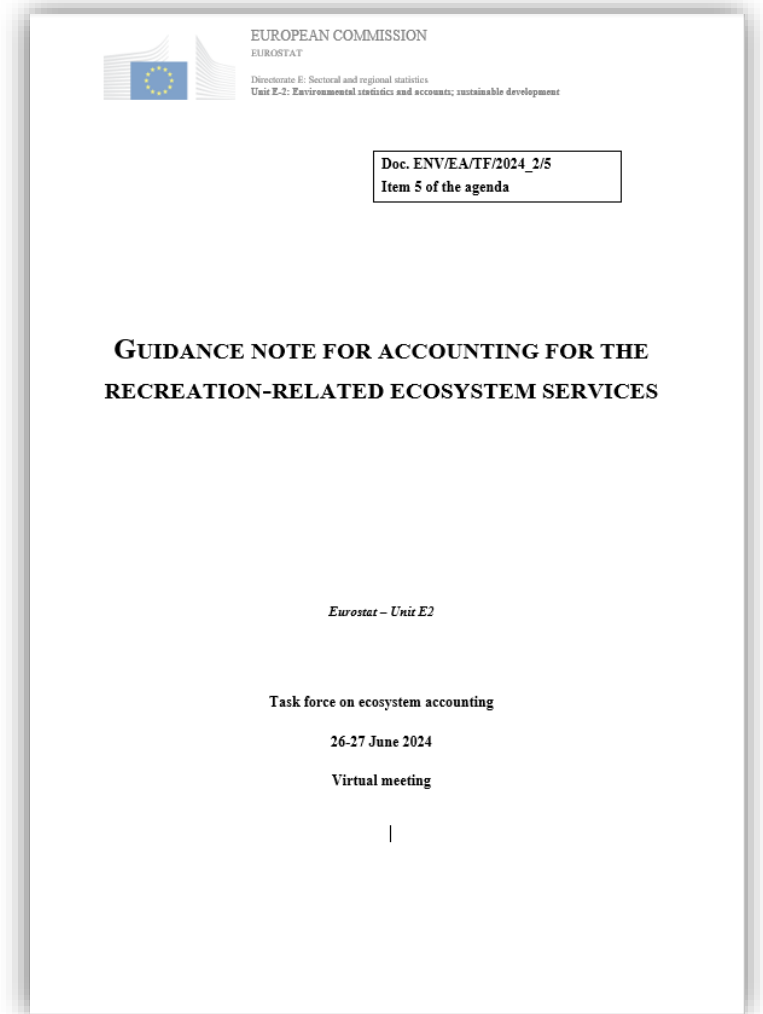 EUROPEAN COMMISSION
EUROSTAT
Directorate E: Sectoral and regional statistics
Unit E-2: Environmental statistics and accounts; sustainable development
Doc. ENV/EA/TF/2024_2/5
Item 5 of the agenda
GUIDANCE NOTE FOR ACCOUNTING FOR THE
RECREATION-RELATED ECOSYSTEM SERVICES
Eurostat – Unit E2
Task force on ecosystem accounting
26-27 June 2024
Virtual meeting